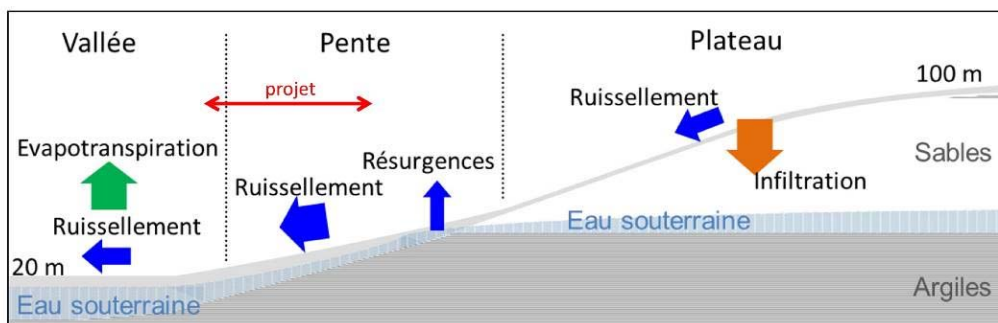 Vallée
Pente
Plateau
projet
100 m
Ruissellement
Evapotranspiration
Résurgences
Sables
Ruissellement
Infiltration
Ruissellement
Eau souterraine
20 m
Eau souterraine
Argiles